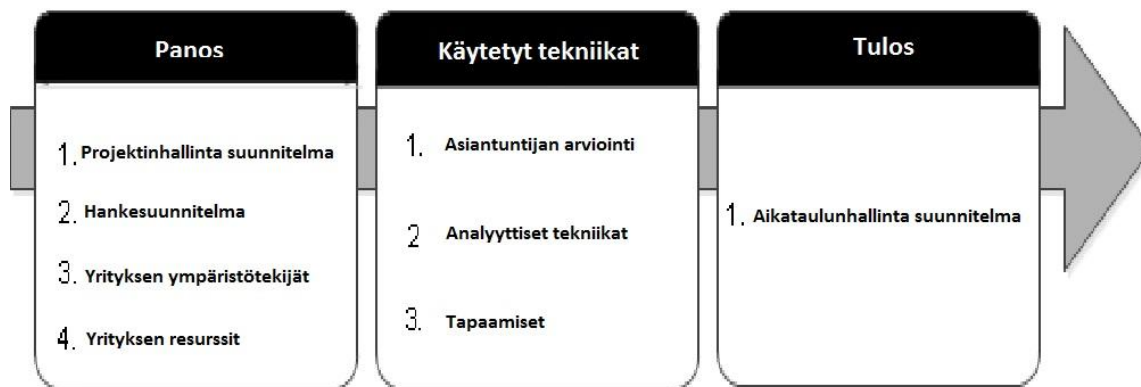 Panos
1. Projektinhallinta suunnitelma
2. Hankesuunnitelma
3. Yrityksen ympäristötekijät
4. Yrityksen resurssit
Käytetyt tekniikat
1. Asiantuntijan arviointi
2 Analyyttiset tekniikat
3. Tapaamiset
Tulos
1. Aikataulunhallinta suunnitelma